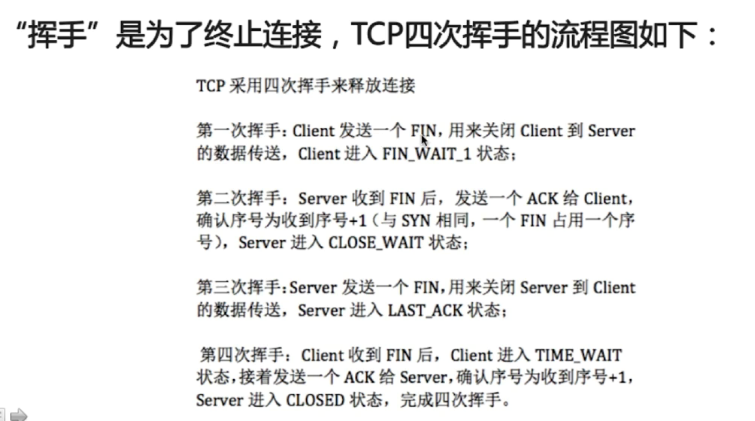 “挥手”是为了终止连接，TCP四次挥手的流程图如下：
TCP 采用四次挥手来释放连接
第一次挥手：Client 发送一个 FIN，用来关闭 Client 到 Server
的数据传送，Client 进入 FIN_WAIT_1 状态；
第二次挥手：Server 收到 FIN 后，发送一个 ACK 给 Client，
确认序号为收到序号+1（与 SYN 相同，一个 FIN 占用一个序
号），Server 进入 CLOSE_WAIT 状态；
第三次挥手：Server 发送一个 FIN，用来关闭 Server 到 Client
的数据传送，Server 进入 LAST_ACK 状态；
第四次挥手：Client 收到 FIN 后，Client 进入 TIME_WAIT
状态，接着发送一个 ACK 给 Server，确认序号为收到序号+1，
Server 进入 CLOSED 状态，完成四次挥手。